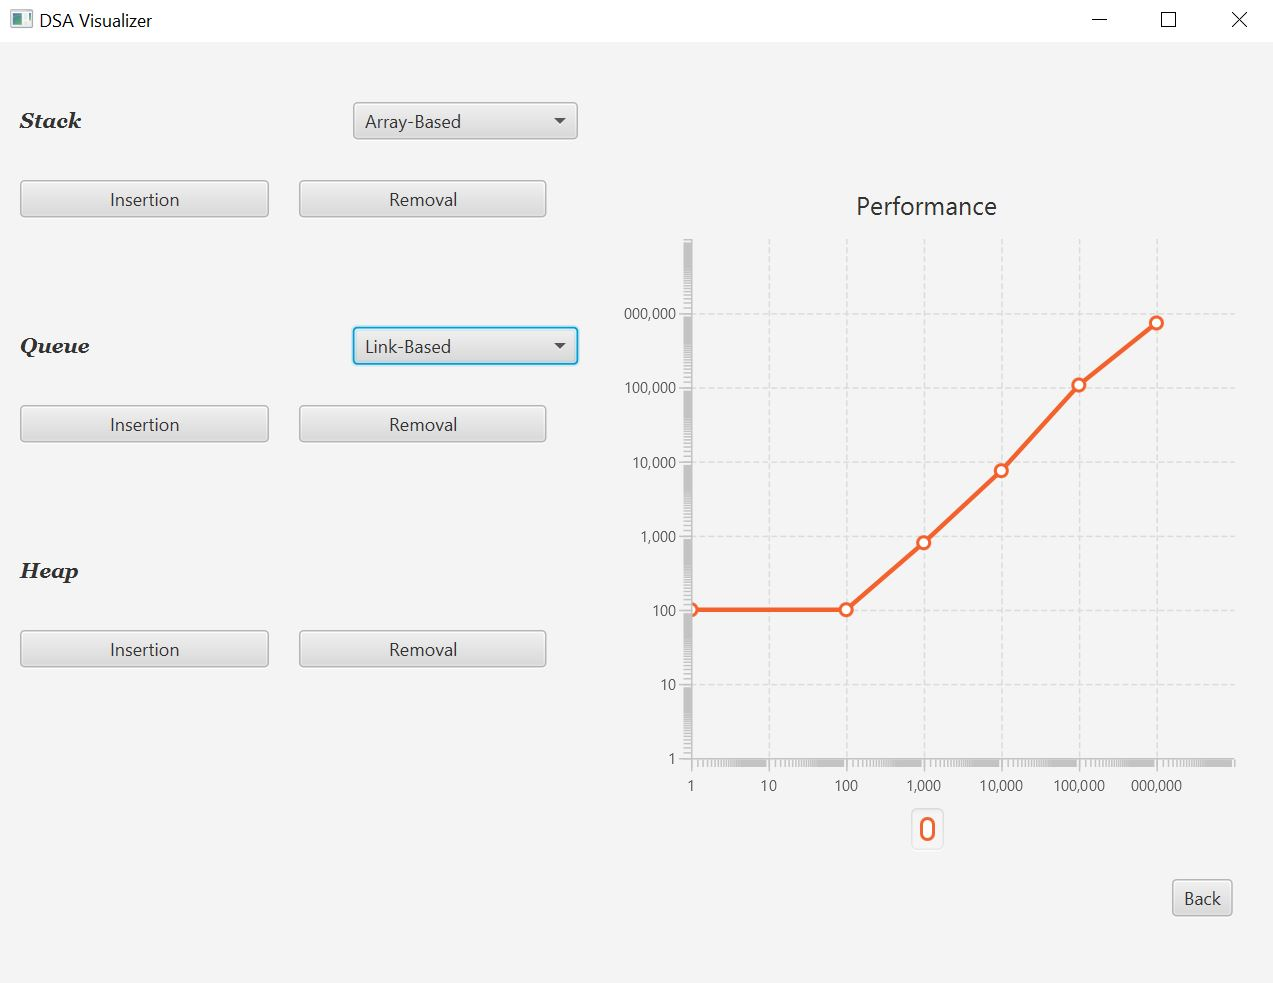 DSA Visualizer
Stack
Array-Based
Insertion
Removal
Queue
Link-Based
Insertion
Removal
Heap
Insertion
Removal
Performance
000,000
100,000
10,000
1,000
100
10
1
1 10 100 1,000 10,000 100,000 000,000
Back